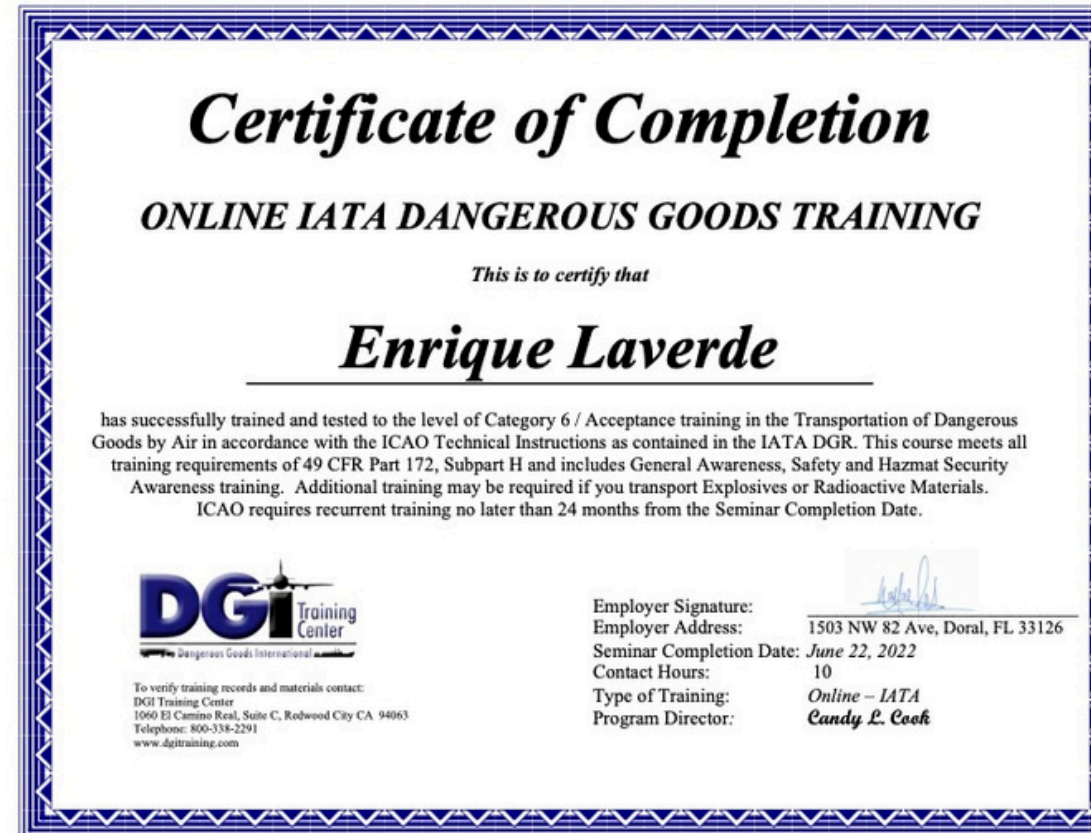 Certificate of Completion
ONLINE IATA DANGEROUS GOODS TRAINING
This is to certify that
Enrique Laverde
has successfully trained and tested to the level of Category 6 / Acceptance training in the Transportation of Dangerous
Goods by Air in accordance with the ICAO Technical Instructions as contained in the IATA DGR. This course meets all
training requirements of 49 CFR Part 172, Subpart H and includes General Awareness, Safety and Hazmat Security
Awareness training. Additional training may be required if you transport Explosives or Radioactive Materials.
ICAO requires recurrent training no later than 24 months from the Seminar Completion Date.
DGI Training
Center
Dangerous Goods International
To verify training records and materials contact:
DGI Training Center
1060 El Camino Real, Suite C, Redwood City CA 94063
Telephone: 800-338-2291
www.dgitraining.com
Employer Signature:
Employer Address: 1503 NW 82 Ave, Doral, FL 33126
Seminar Completion Date: June 22, 2022
Contact Hours: 10
Type of Training: Online – IATA
Program Director: Candy L. Cook